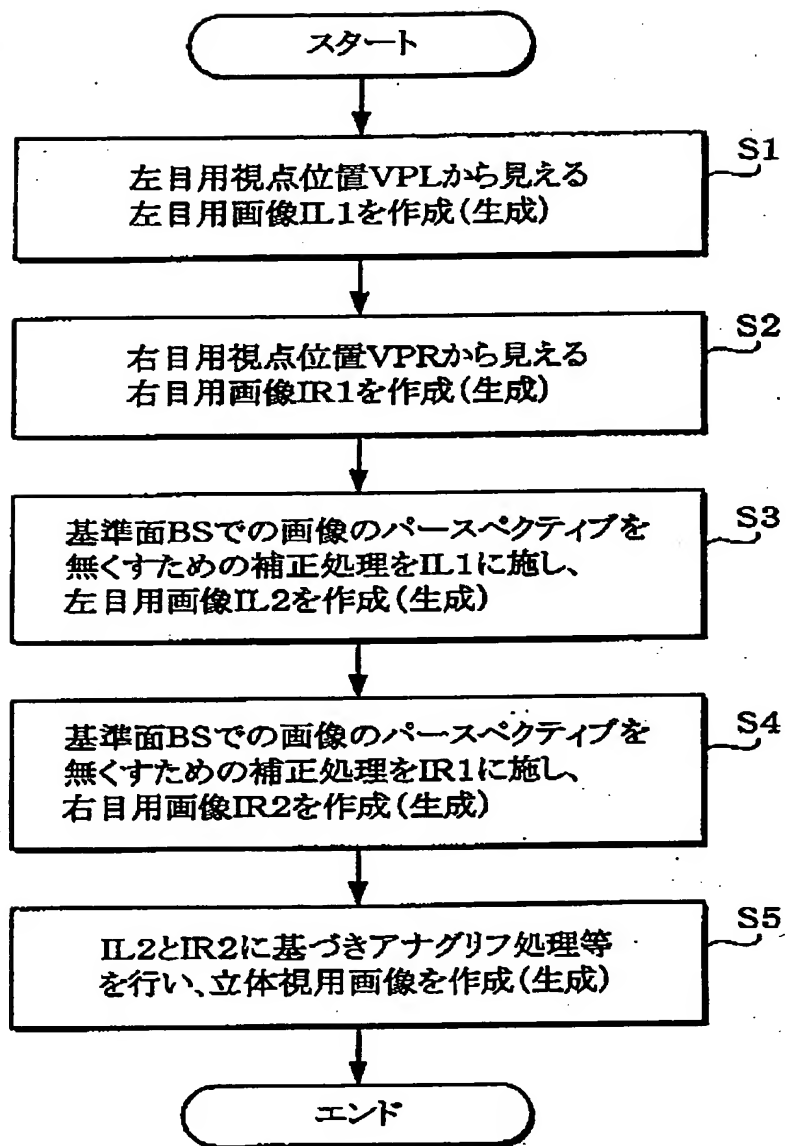 スタート
S1
左目用視点位置VPLから見える
左目用画像IL1を作成(生成)
S2
右目用視点位置VPRから見える
右目用画像IR1を作成(生成)
S3
基準面BSでの画像のパースペクティブを
無くすための補正処理をIL1に施し、
左目用画像IL2を作成(生成)
S4
基準面BSでの画像のパースペクティブを
無くすための補正処理をIR1に施し、
右目用画像IR2を作成(生成)
S5
IL2とIR2に基づきアナグリフ処理等
を行い、立体視用画像を作成(生成)
エンド